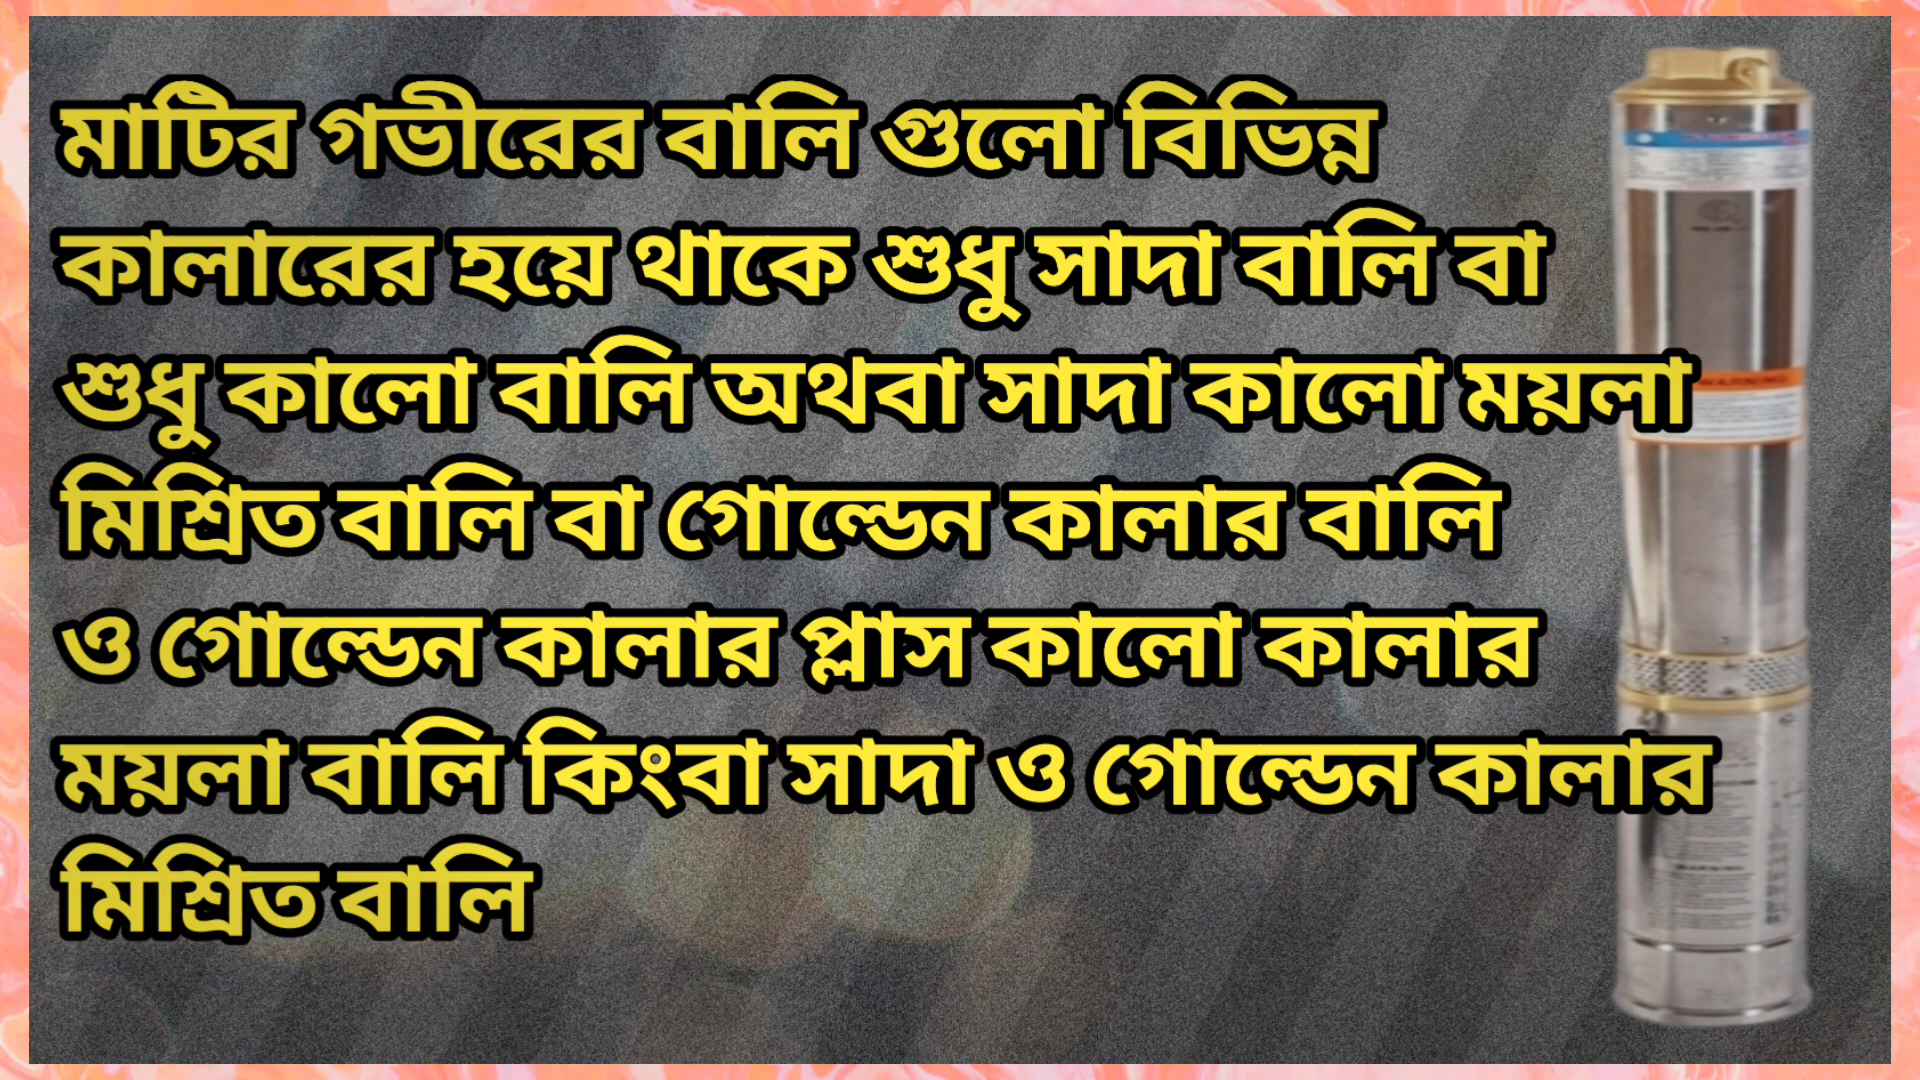 মাটির গভীরের বালি গুলো বিভিন্ন
কালারের হয়ে থাকে শুধু সাদা বালি বা
শুধু কালো বালি অথবা সাদা কালো ময়লা
মিশ্রিত বালি বা গোল্ডেন কালার বালি
ও গোল্ডেন কালার প্লাস কালো কালার
ময়লা বালি কিংবা সাদা ও গোল্ডেন কালার
মিশ্রিত বালি